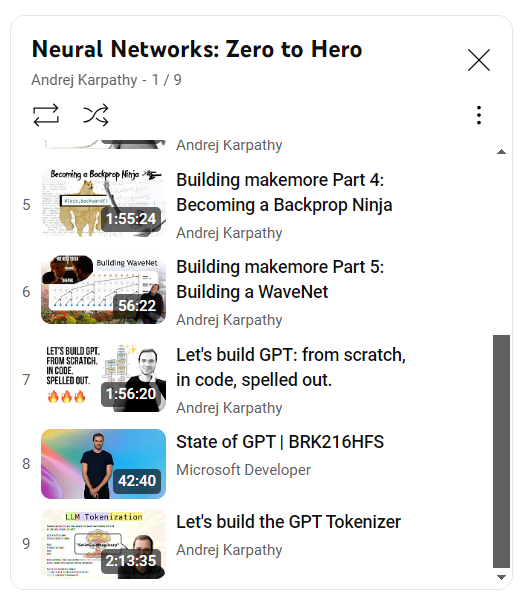 Neural Networks: Zero to Hero
Andrej Karpathy - 1 / 9
Andrej Karpathy
5
Becoming a Backprop Ninja
#loss.backward()
1:55:24
Building makemore Part 4:
Becoming a Backprop Ninja
Andrej Karpathy
6
Building WaveNet
56:22
Building makemore Part 5:
Building a WaveNet
Andrej Karpathy
7
LET'S BUILD GPT.
FROM SCRATCH.
IN CODE.
SPELLED OUT.
1:56:20
Let's build GPT: from scratch,
in code, spelled out.
Andrej Karpathy
8
42:40
State of GPT | BRK216HFS
Microsoft Developer
9
LLM Tokenization
2:13:35
Let's build the GPT Tokenizer
Andrej Karpathy